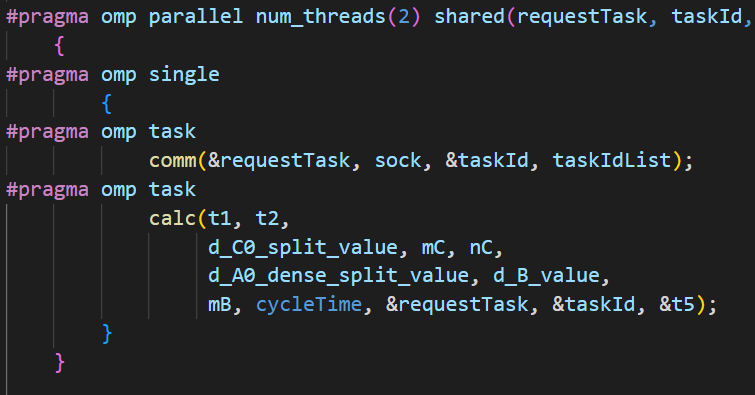 #pragma omp parallel num_threads(2) shared(requestTask, taskId,
{
#pragma omp single
{
#pragma omp task
comm(&requestTask, sock, &taskId, taskIdList);
#pragma omp task
calc(t1, t2,
d_C0_split_value, mC, nC,
d_A0_dense_split_value, d_B_value,
mB, cycleTime, &requestTask, &taskId, &t5);
}
}